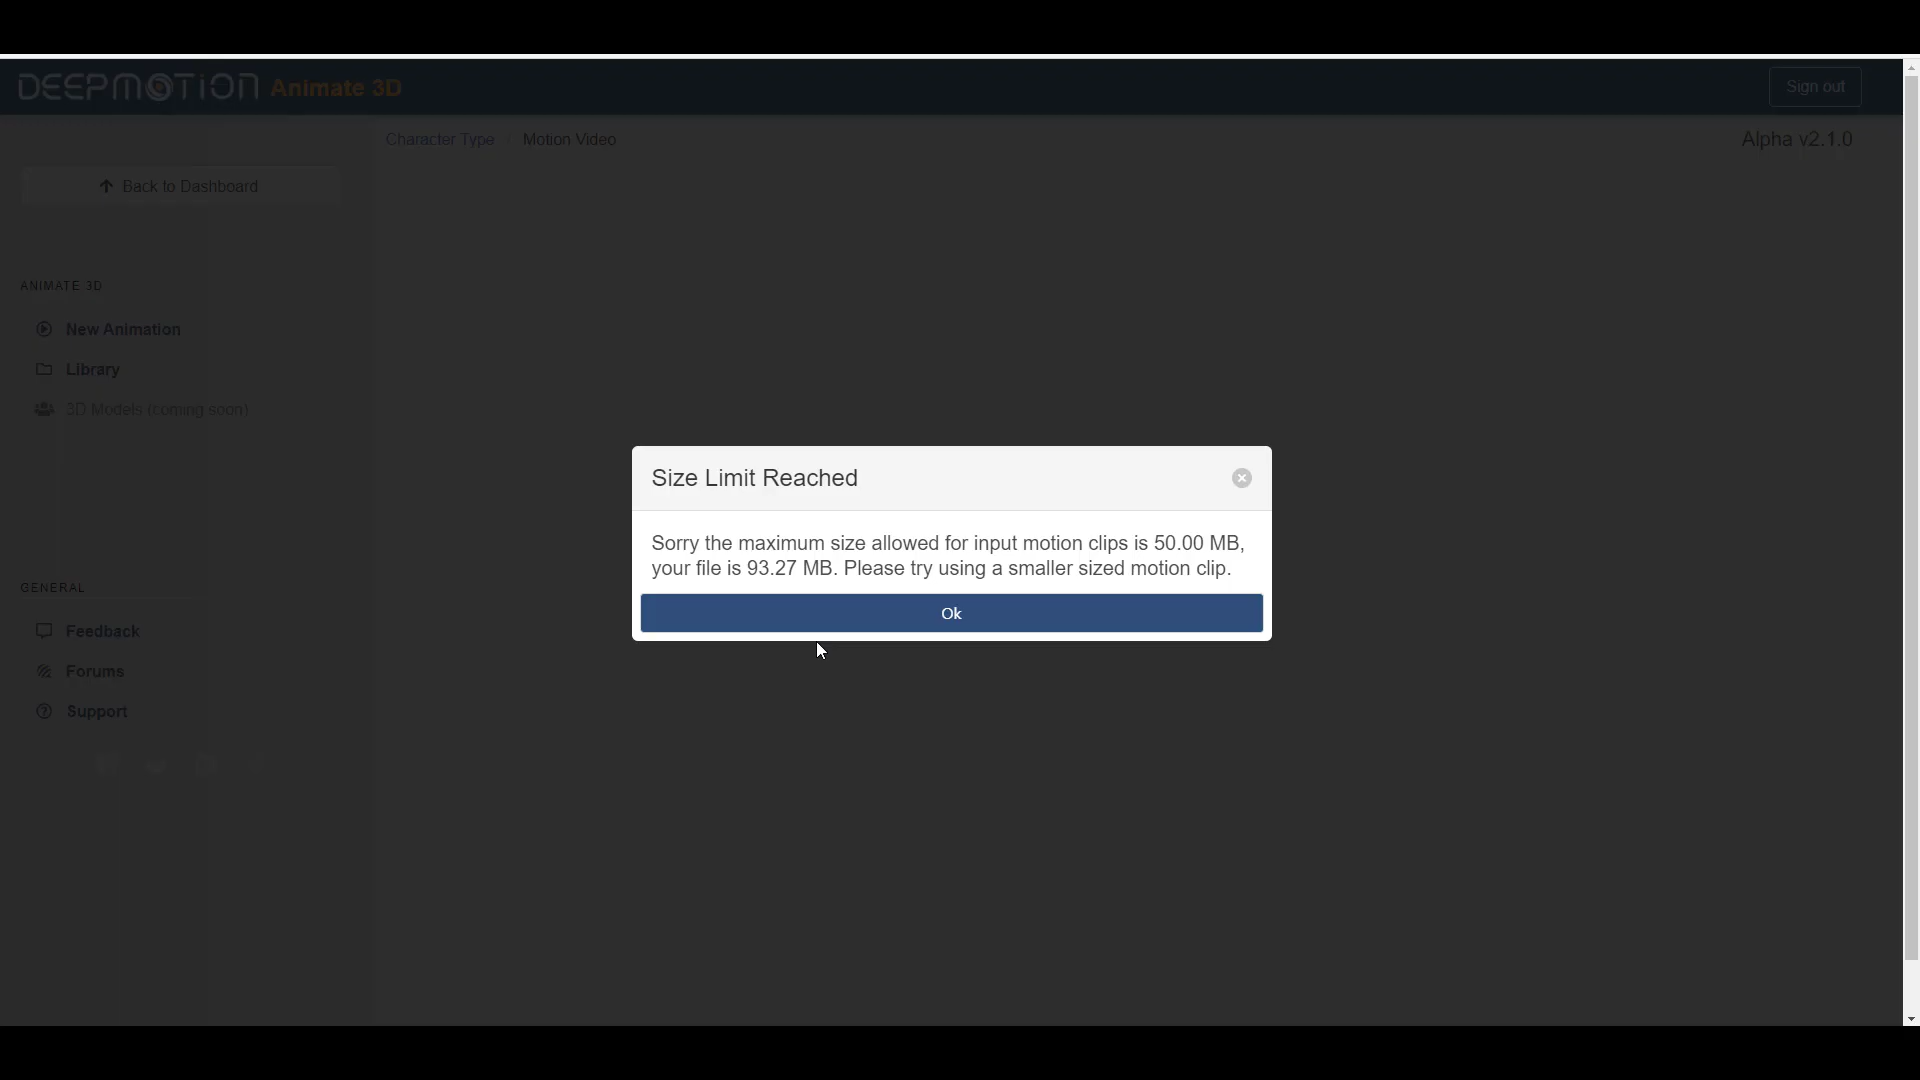 DEEPMOTION Animate 3D
Sign out
Character Type
Motion Video
Alpha v2.1.0
Back to Dashboard
ANIMATE 3D
New Animation
Library
3D Models (coming soon)
Size Limit Reached
Sorry the maximum size allowed for input motion clips is 50.00 MB,
your file is 93.27 MB. Please try using a smaller sized motion clip.
Ok
GENERAL
Feedback
Forums
Support